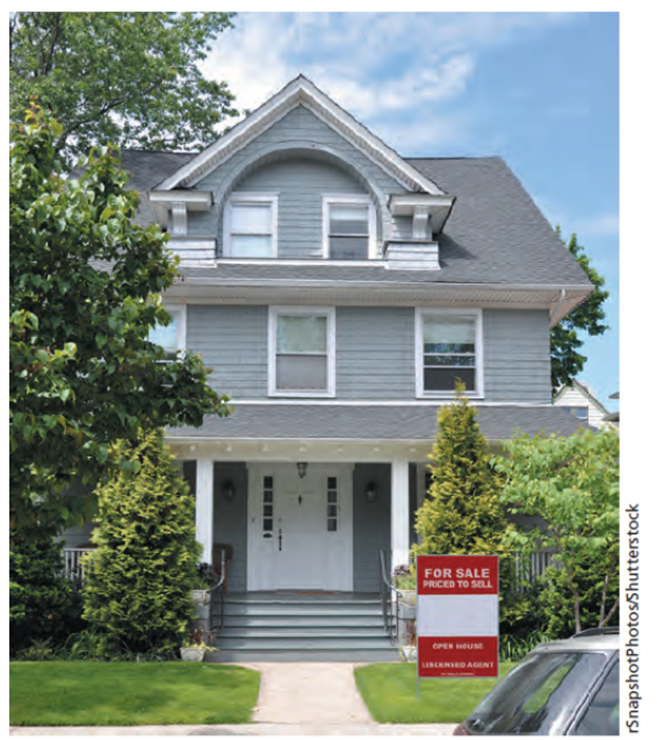 FOR SALE
PRICED TO SELL
OPEN HOUSE
LICENSED AGENT
rSnapshotPhotos/Shutterstock